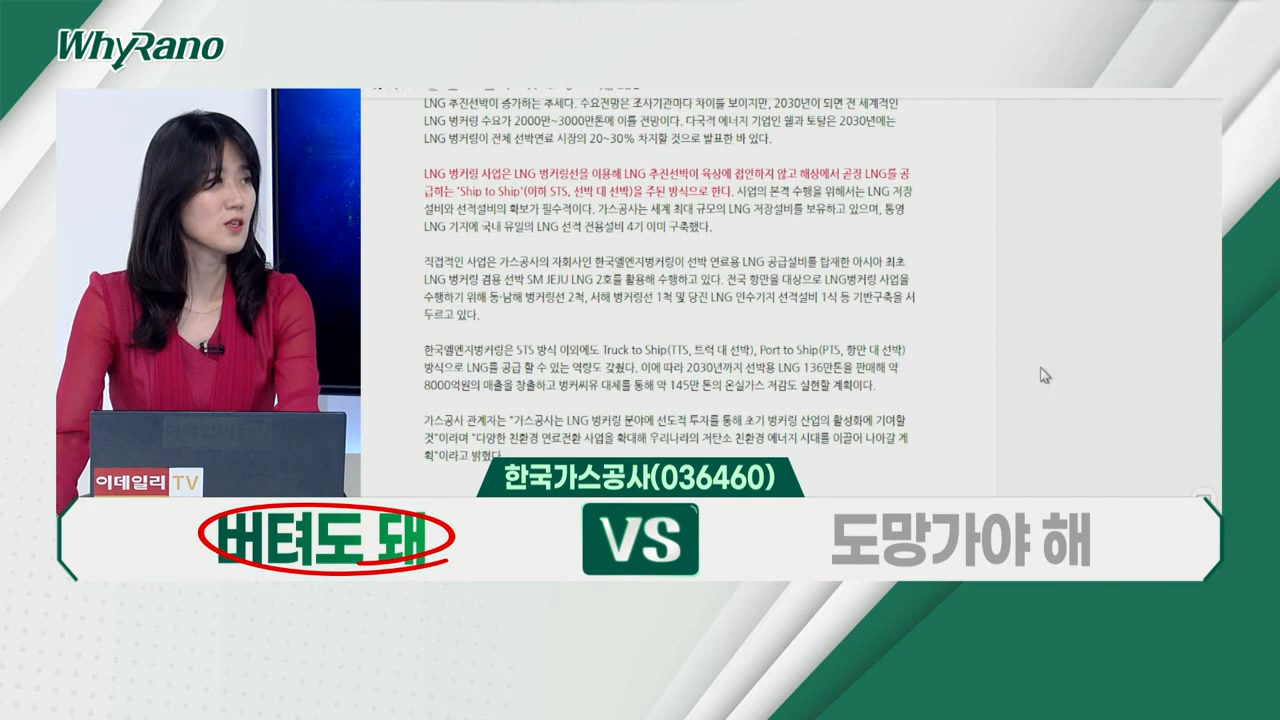 WhyRano
LNG 추진선박이 증가하는 추세다. 수요전망은 조사기관마다 차이를 보이지만, 2030년이 되면 전 세계적인
LNG 벙커링 수요가 2000만~3000만톤에 이를 전망이다. 다국적 에너지 기업인 쉘과 토탈은 2030년에는
LNG 벙커링이 전체 선박연료 시장의 20~30% 차지할 것으로 발표한 바 있다.
LNG 벙커링 사업은 LNG 벙커링선을 이용해 LNG 추진선박이 육상에 접안하지 않고 해상에서 곧장 LNG를 공
급하는 'Ship to Ship'(이하 STS, 선박 대 선박)을 주된 방식으로 한다. 사업의 본격 수행을 위해서는 LNG 저장
설비와 선적설비의 확보가 필수적이다. 가스공사는 세계 최대 규모의 LNG 저장설비를 보유하고 있으며, 통영
LNG 기지에 국내 유일의 LNG 선적 전용설비 4기 이미 구축했다.
직접적인 사업은 가스공사의 자회사인 한국엘엔지벙커링이 선박 연료용 LNG 공급설비를 탑재한 아시아 최초
LNG 벙커링 겸용 선박 SM JEJU LNG 2호를 활용해 수행하고 있다. 전국 항만을 대상으로 LNG벙커링 사업을
수행하기 위해 동·남해 벙커링선 2척, 서해 벙커링선 1척 및 당진 LNG 인수기지 선적설비 1식 등 기반구축을 서
두르고 있다.
한국엘엔지벙커링은 STS 방식 이외에도 Truck to Ship(TTS, 트럭 대 선박), Port to Ship(PTS, 항만 대 선박)
방식으로 LNG를 공급 할 수 있는 역량도 갖췄다. 이에 따라 2030년까지 선박용 LNG 136만톤을 판매해 약
8000억원의 매출을 창출하고 벙커씨유 대체를 통해 약 145만 톤의 온실가스 저감도 실현할 계획이다.
가스공사 관계자는 "가스공사는 LNG 벙커링 분야에 선도적 투자를 통해 초기 벙커링 산업의 활성화에 기여할
것"이라며 "다양한 친환경 연료전환 사업을 확대해 우리나라의 저탄소 친환경 에너지 시대를 이끌어 나아갈 계
획"이라고 밝혔다.
이데일리TV
이데일리TV
한국가스공사(036460)
버텨도 돼 VS 도망가야 해